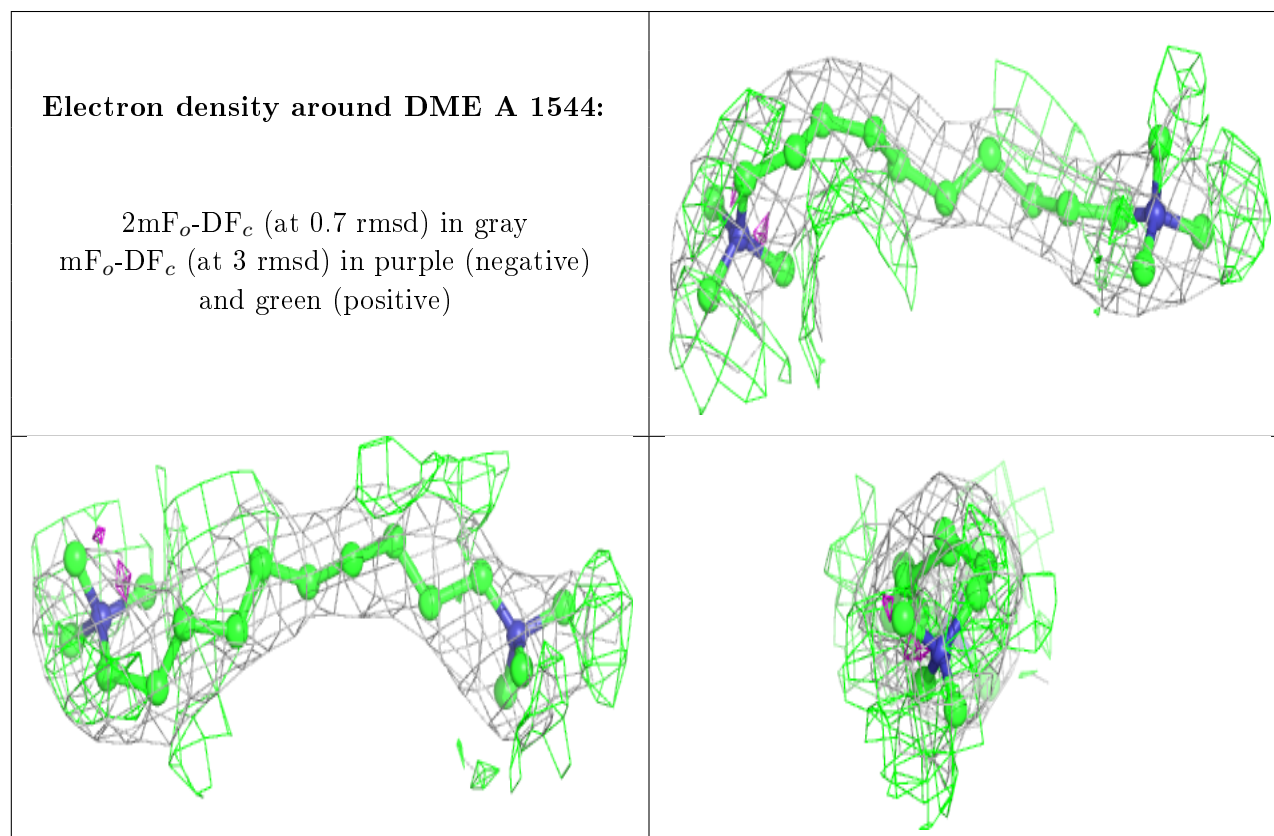 Electron density around DME A 1544:
2mFₒ-DF𝒸 (at 0.7 rmsd) in gray
mFₒ-DF𝒸 (at 3 rmsd) in purple (negative)
and green (positive)